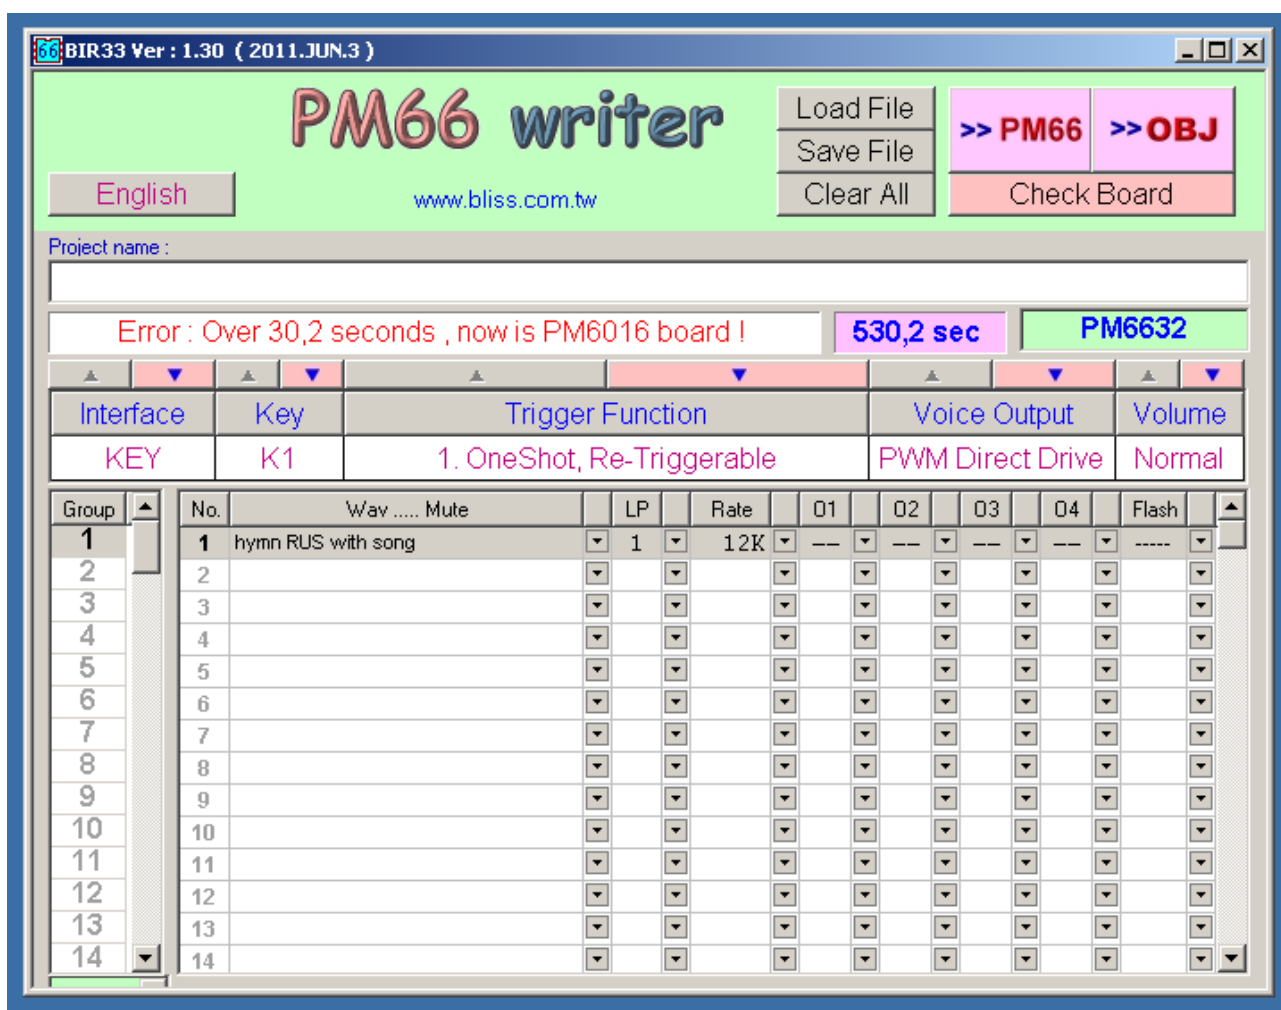 66 BIR33 Ver : 1.30 ( 2011.JUN.3 )
PM66 writer
Load File
Save File
Clear All
>> PM66
>>OBJ
Check Board
English
www.bliss.com.tw
Project name :
Error : Over 30,2 seconds , now is PM6016 board !
530,2 sec
PM6632
Interface Key Trigger Function Voice Output Volume
KEY K1 1. OneShot, Re-Triggerable PWM Direct Drive Normal
Group No. Wav ..... Mute LP Rate O1 O2 O3 O4 Flash
1 1 hymn RUS with song 1 12K -- -- -- -- -----
2 2
3 3
4 4
5 5
6 6
7 7
8 8
9 9
10 10
11 11
12 12
13 13
14 14